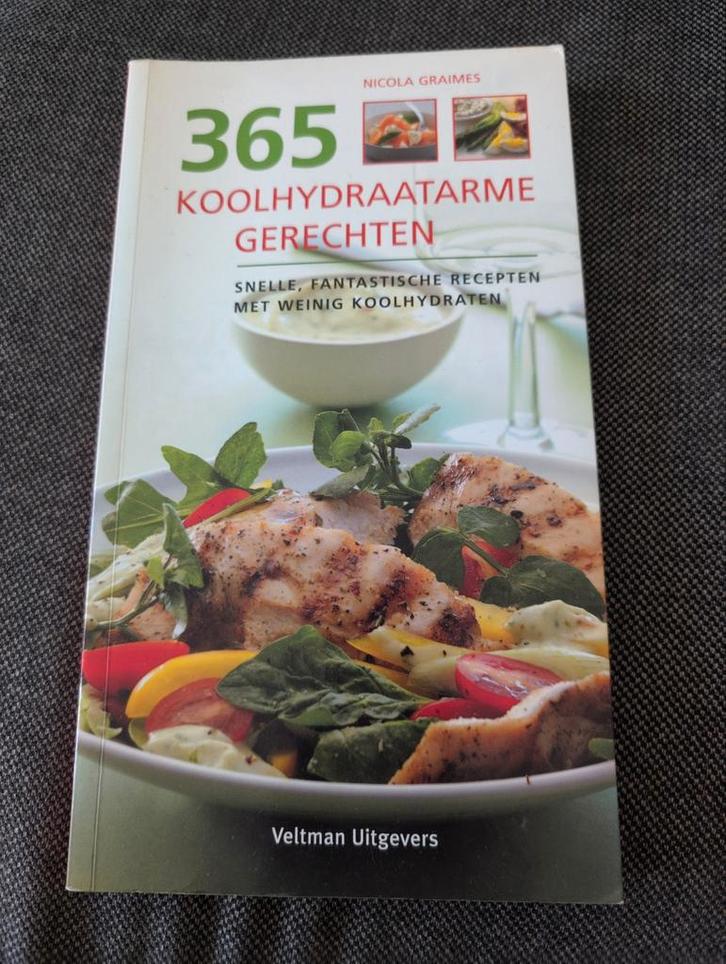 NICOLA GRAIMES
365
KOOLHYDRAATARME
GERECHTEN
SNELLE, FANTASTISCHE RECEPTEN
MET WEINIG KOOLHYDRATEN
Veltman Uitgevers